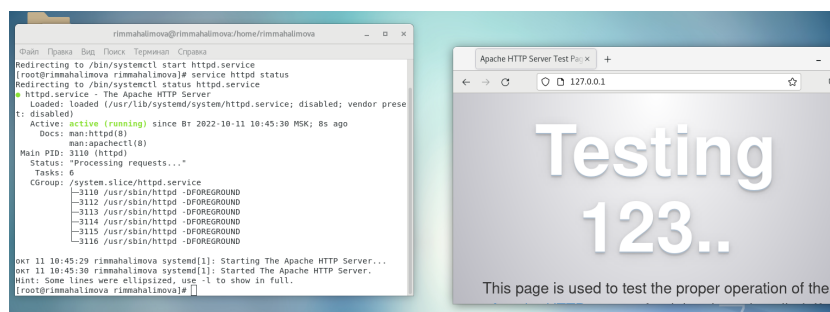 rimmahalimova@rimmahalimova:/home/rimmahalimova
Файл Правка Вид Поиск Терминал Справка
Redirecting to /bin/systemctl start httpd.service
[root@rimmahalimova rimmahalimova]# service httpd status
Redirecting to /bin/systemctl status httpd.service
● httpd.service - The Apache HTTP Server
Loaded: loaded (/usr/lib/systemd/system/httpd.service; disabled; vendor prese
t: disabled)
Active: active (running) since Вт 2022-10-11 10:45:30 MSK; 8s ago
Docs: man:httpd(8)
man:apachectl(8)
Main PID: 3110 (httpd)
Status: "Processing requests..."
Tasks: 6
CGroup: /system.slice/httpd.service
├─3110 /usr/sbin/httpd -DFOREGROUND
├─3112 /usr/sbin/httpd -DFOREGROUND
├─3113 /usr/sbin/httpd -DFOREGROUND
├─3114 /usr/sbin/httpd -DFOREGROUND
├─3115 /usr/sbin/httpd -DFOREGROUND
└─3116 /usr/sbin/httpd -DFOREGROUND
окт 11 10:45:29 rimmahalimova systemd[1]: Starting The Apache HTTP Server...
окт 11 10:45:30 rimmahalimova systemd[1]: Started The Apache HTTP Server.
Hint: Some lines were ellipsized, use -l to show in full.
[root@rimmahalimova rimmahalimova]#
Apache HTTP Server Test Pag
127.0.0.1
Testing
123..
This page is used to test the proper operation of the